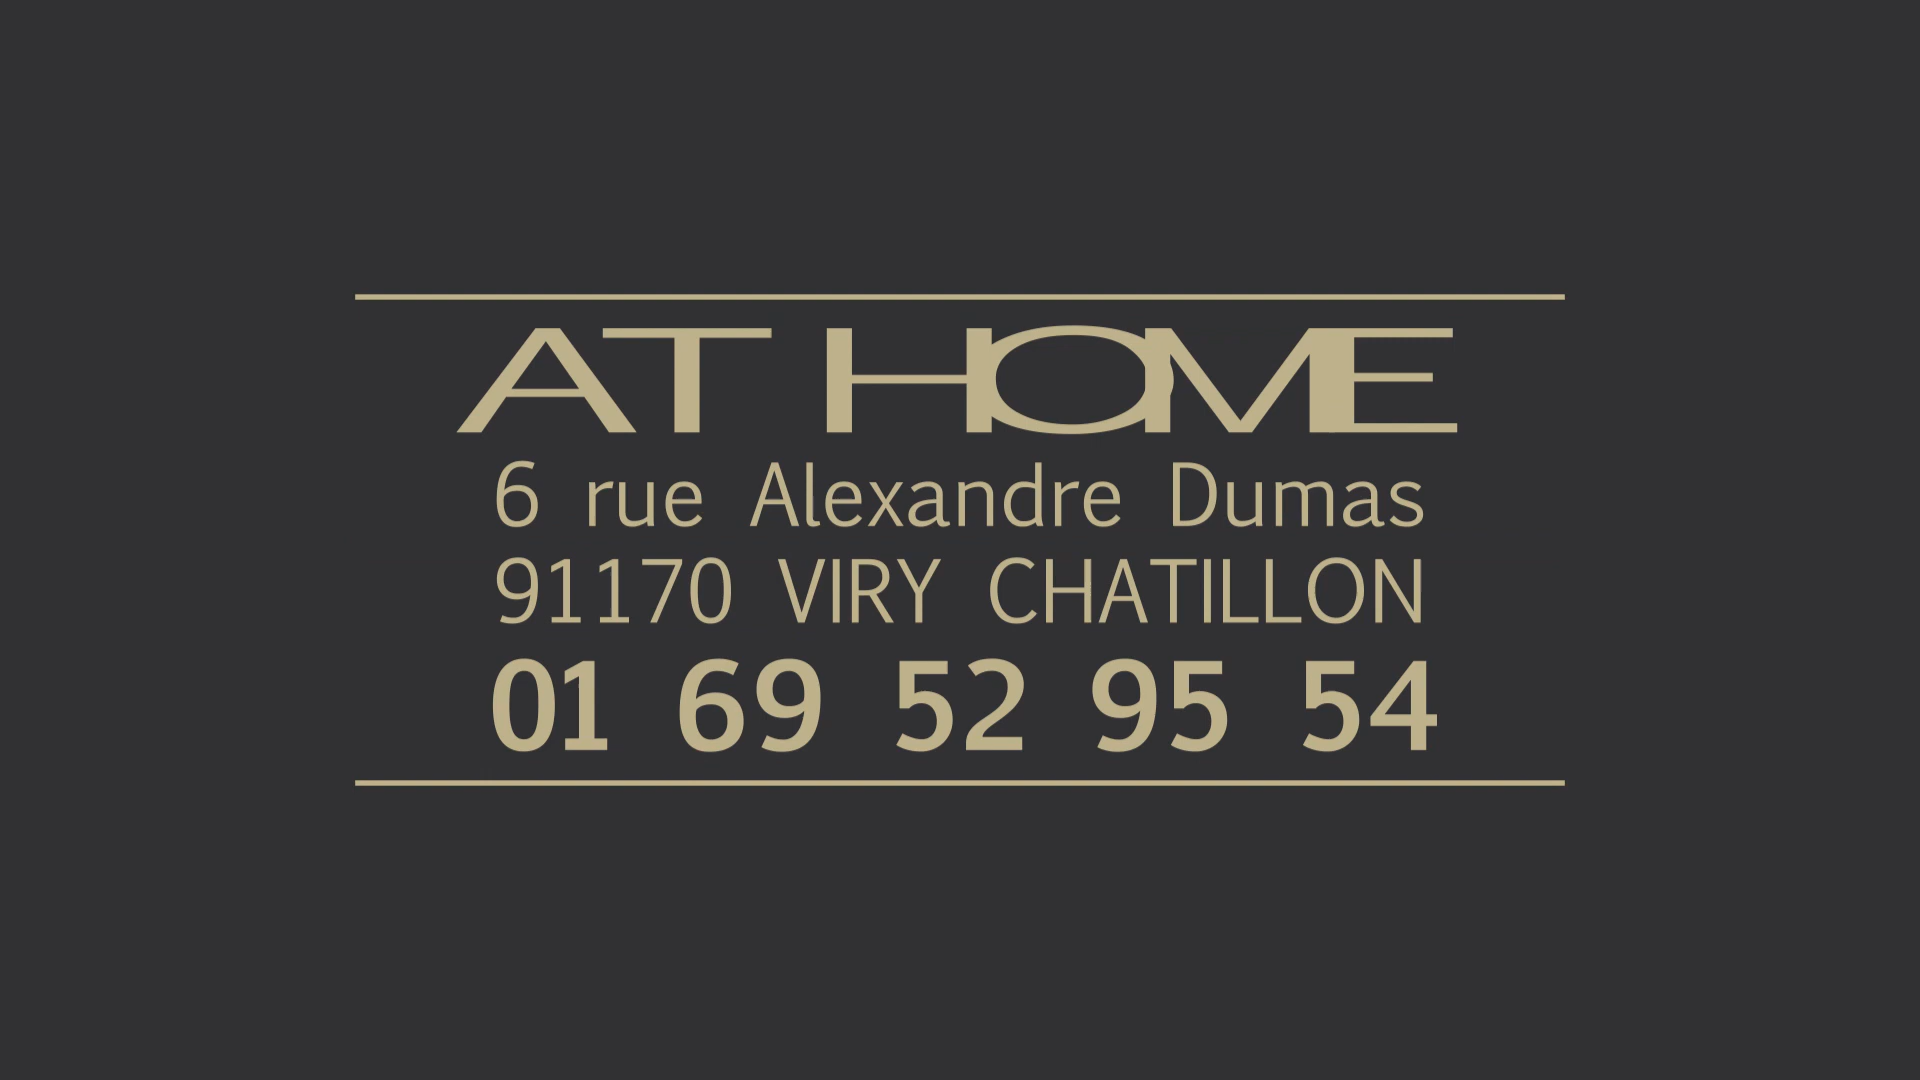 AT HOME
6 rue Alexandre Dumas
91170 VIRY CHATILLON
01 69 52 95 54